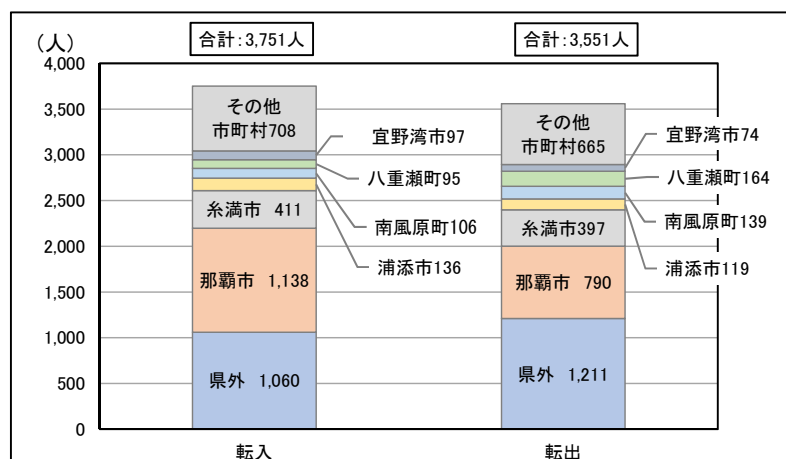 合計：3,751人
合計：3,551人
（人）
4,000
3,500
3,000
2,500
2,000
1,500
1,000
500
0
その他
市町村708
宜野湾市97
八重瀬町95
南風原町106
浦添市136
糸満市 411
那覇市 1,138
県外 1,060
転入
その他
市町村665
宜野湾市74
八重瀬町164
南風原町139
浦添市119
糸満市397
那覇市 790
県外 1,211
転出